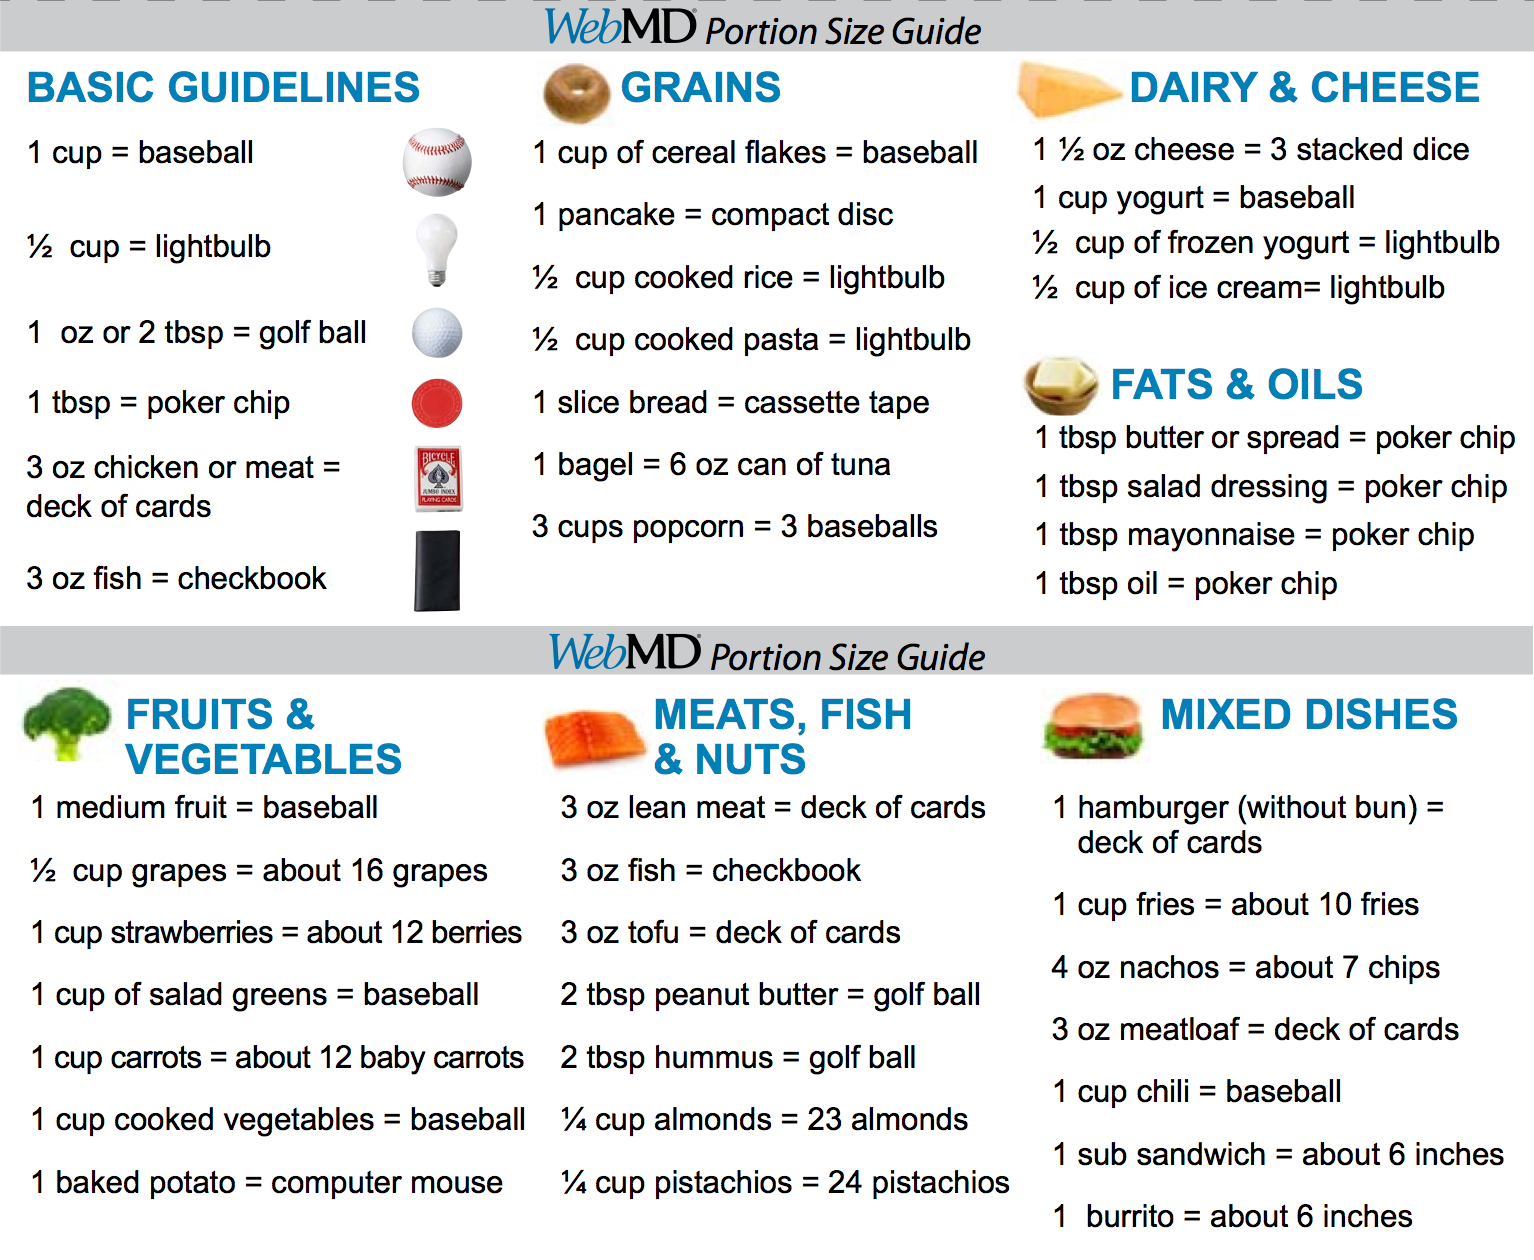 WebMD Portion Size Guide
BASIC GUIDELINES
1 cup = baseball
½ cup = lightbulb
1 oz or 2 tbsp = golf ball
1 tbsp = poker chip
3 oz chicken or meat =
deck of cards
BICYCLE
JUMBO INDEX
PLAYING CARDS
3 oz fish = checkbook
GRAINS
1 cup of cereal flakes = baseball
1 pancake = compact disc
½ cup cooked rice = lightbulb
½ cup cooked pasta = lightbulb
1 slice bread = cassette tape
1 bagel = 6 oz can of tuna
3 cups popcorn = 3 baseballs
DAIRY & CHEESE
1 ½ oz cheese = 3 stacked dice
1 cup yogurt = baseball
½ cup of frozen yogurt = lightbulb
½ cup of ice cream= lightbulb
FATS & OILS
1 tbsp butter or spread = poker chip
1 tbsp salad dressing = poker chip
1 tbsp mayonnaise = poker chip
1 tbsp oil = poker chip
WebMD Portion Size Guide
FRUITS &
VEGETABLES
1 medium fruit = baseball
½ cup grapes = about 16 grapes
1 cup strawberries = about 12 berries
1 cup of salad greens = baseball
1 cup carrots = about 12 baby carrots
1 cup cooked vegetables = baseball
1 baked potato = computer mouse
MEATS, FISH
& NUTS
3 oz lean meat = deck of cards
3 oz fish = checkbook
3 oz tofu = deck of cards
2 tbsp peanut butter = golf ball
2 tbsp hummus = golf ball
¼ cup almonds = 23 almonds
¼ cup pistachios = 24 pistachios
MIXED DISHES
1 hamburger (without bun) =
deck of cards
1 cup fries = about 10 fries
4 oz nachos = about 7 chips
3 oz meatloaf = deck of cards
1 cup chili = baseball
1 sub sandwich = about 6 inches
1 burrito = about 6 inches